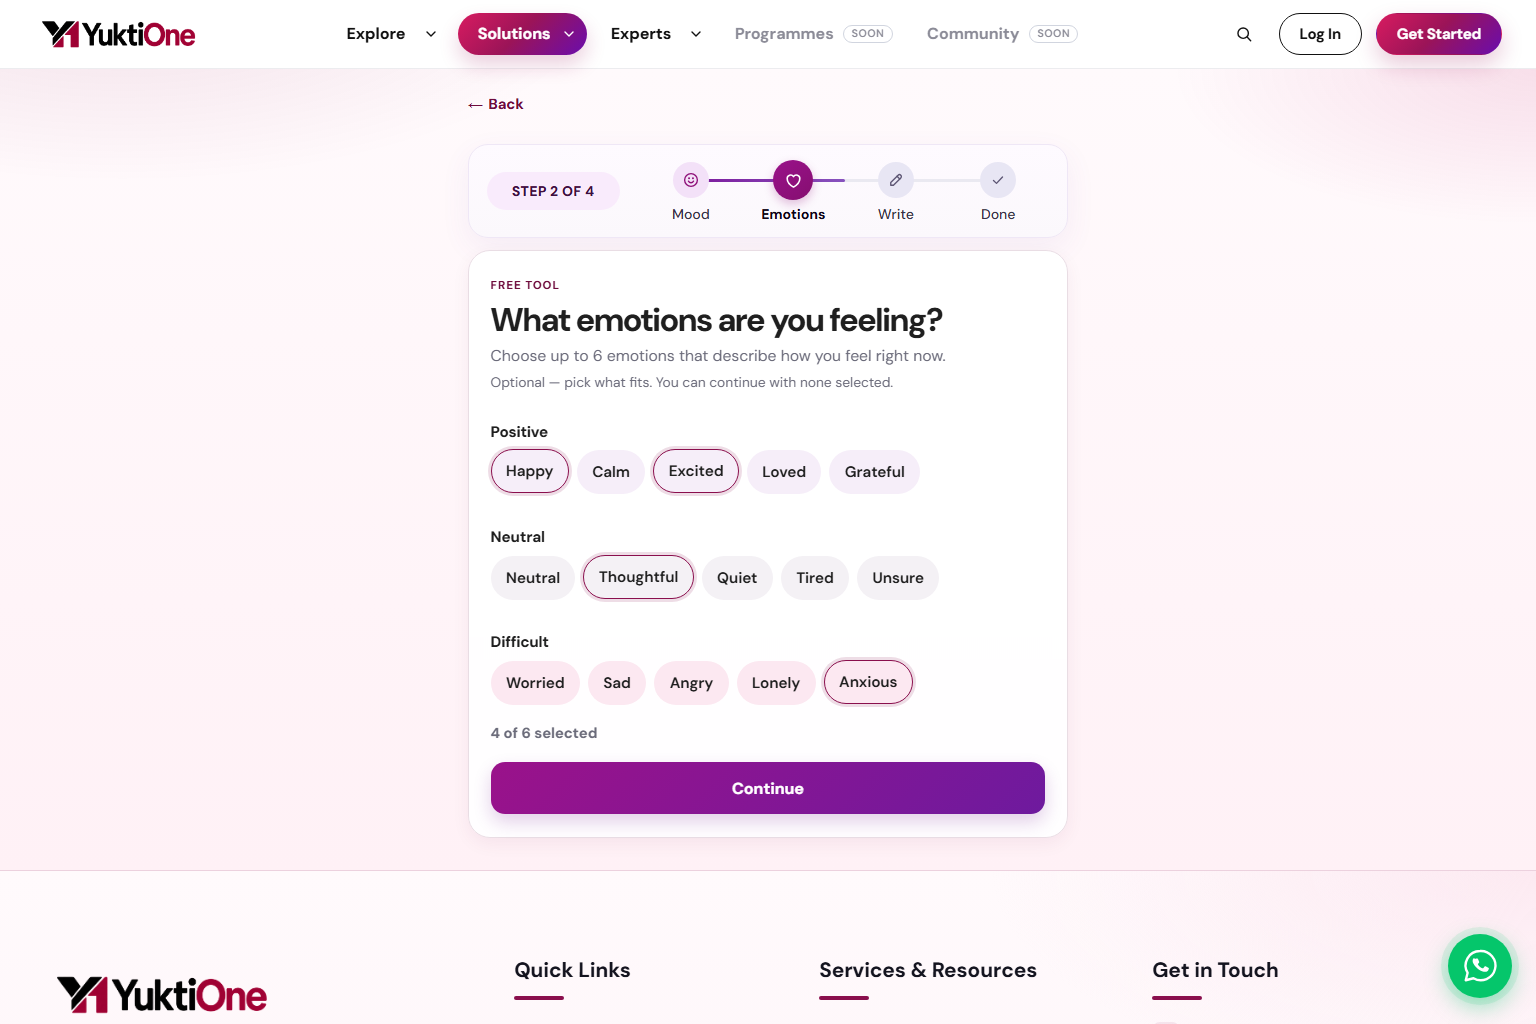 YuktiOne
Explore
Solutions
Experts
Programmes SOON
Community SOON
Log In
Get Started
← Back
STEP 2 OF 4
Mood
Emotions
Write
Done
FREE TOOL
What emotions are you feeling?
Choose up to 6 emotions that describe how you feel right now.
Optional — pick what fits. You can continue with none selected.
Positive
Happy Calm Excited Loved Grateful
Neutral
Neutral Thoughtful Quiet Tired Unsure
Difficult
Worried Sad Angry Lonely Anxious
4 of 6 selected
Continue
YuktiOne
Quick Links
Services & Resources
Get in Touch